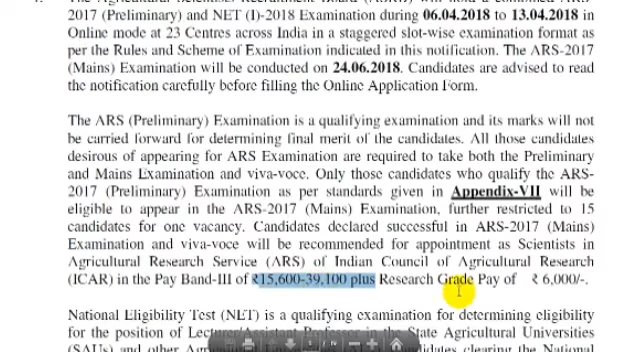 2017 (Preliminary) and NET (I)-2018 Examination during 06.04.2018 to 13.04.2018 in
Online mode at 23 Centres across India in a staggered slot-wise examination format as
per the Rules and Scheme of Examination indicated in this notification. The ARS-2017
(Mains) Examination will be conducted on 24.06.2018. Candidates are advised to read
the notification carefully before filling the Online Application Form.
The ARS (Preliminary) Examination is a qualifying examination and its marks will not
be carried forward for determining final merit of the candidates. All those candidates
desirous of appearing for ARS Examination are required to take both the Preliminary
and Mains Examination and viva-voce. Only those candidates who qualify the ARS-
2017 (Preliminary) Examination as per standards given in Appendix-VII will be
eligible to appear in the ARS-2017 (Mains) Examination, further restricted to 15
candidates for one vacancy. Candidates declared successful in ARS-2017 (Mains)
Examination and viva-voce will be recommended for appointment as Scientists in
Agricultural Research Service (ARS) of Indian Council of Agricultural Research
(ICAR) in the Pay Band-III of ₹15,600-39,100 plus Research Grade Pay of ₹ 6,000/-.
National Eligibility Test (NET) is a qualifying examination for determining eligibility
for the position of Lecturer/Assistant Professor in the State Agricultural Universities
(SAUs) and other candidates clearing the National